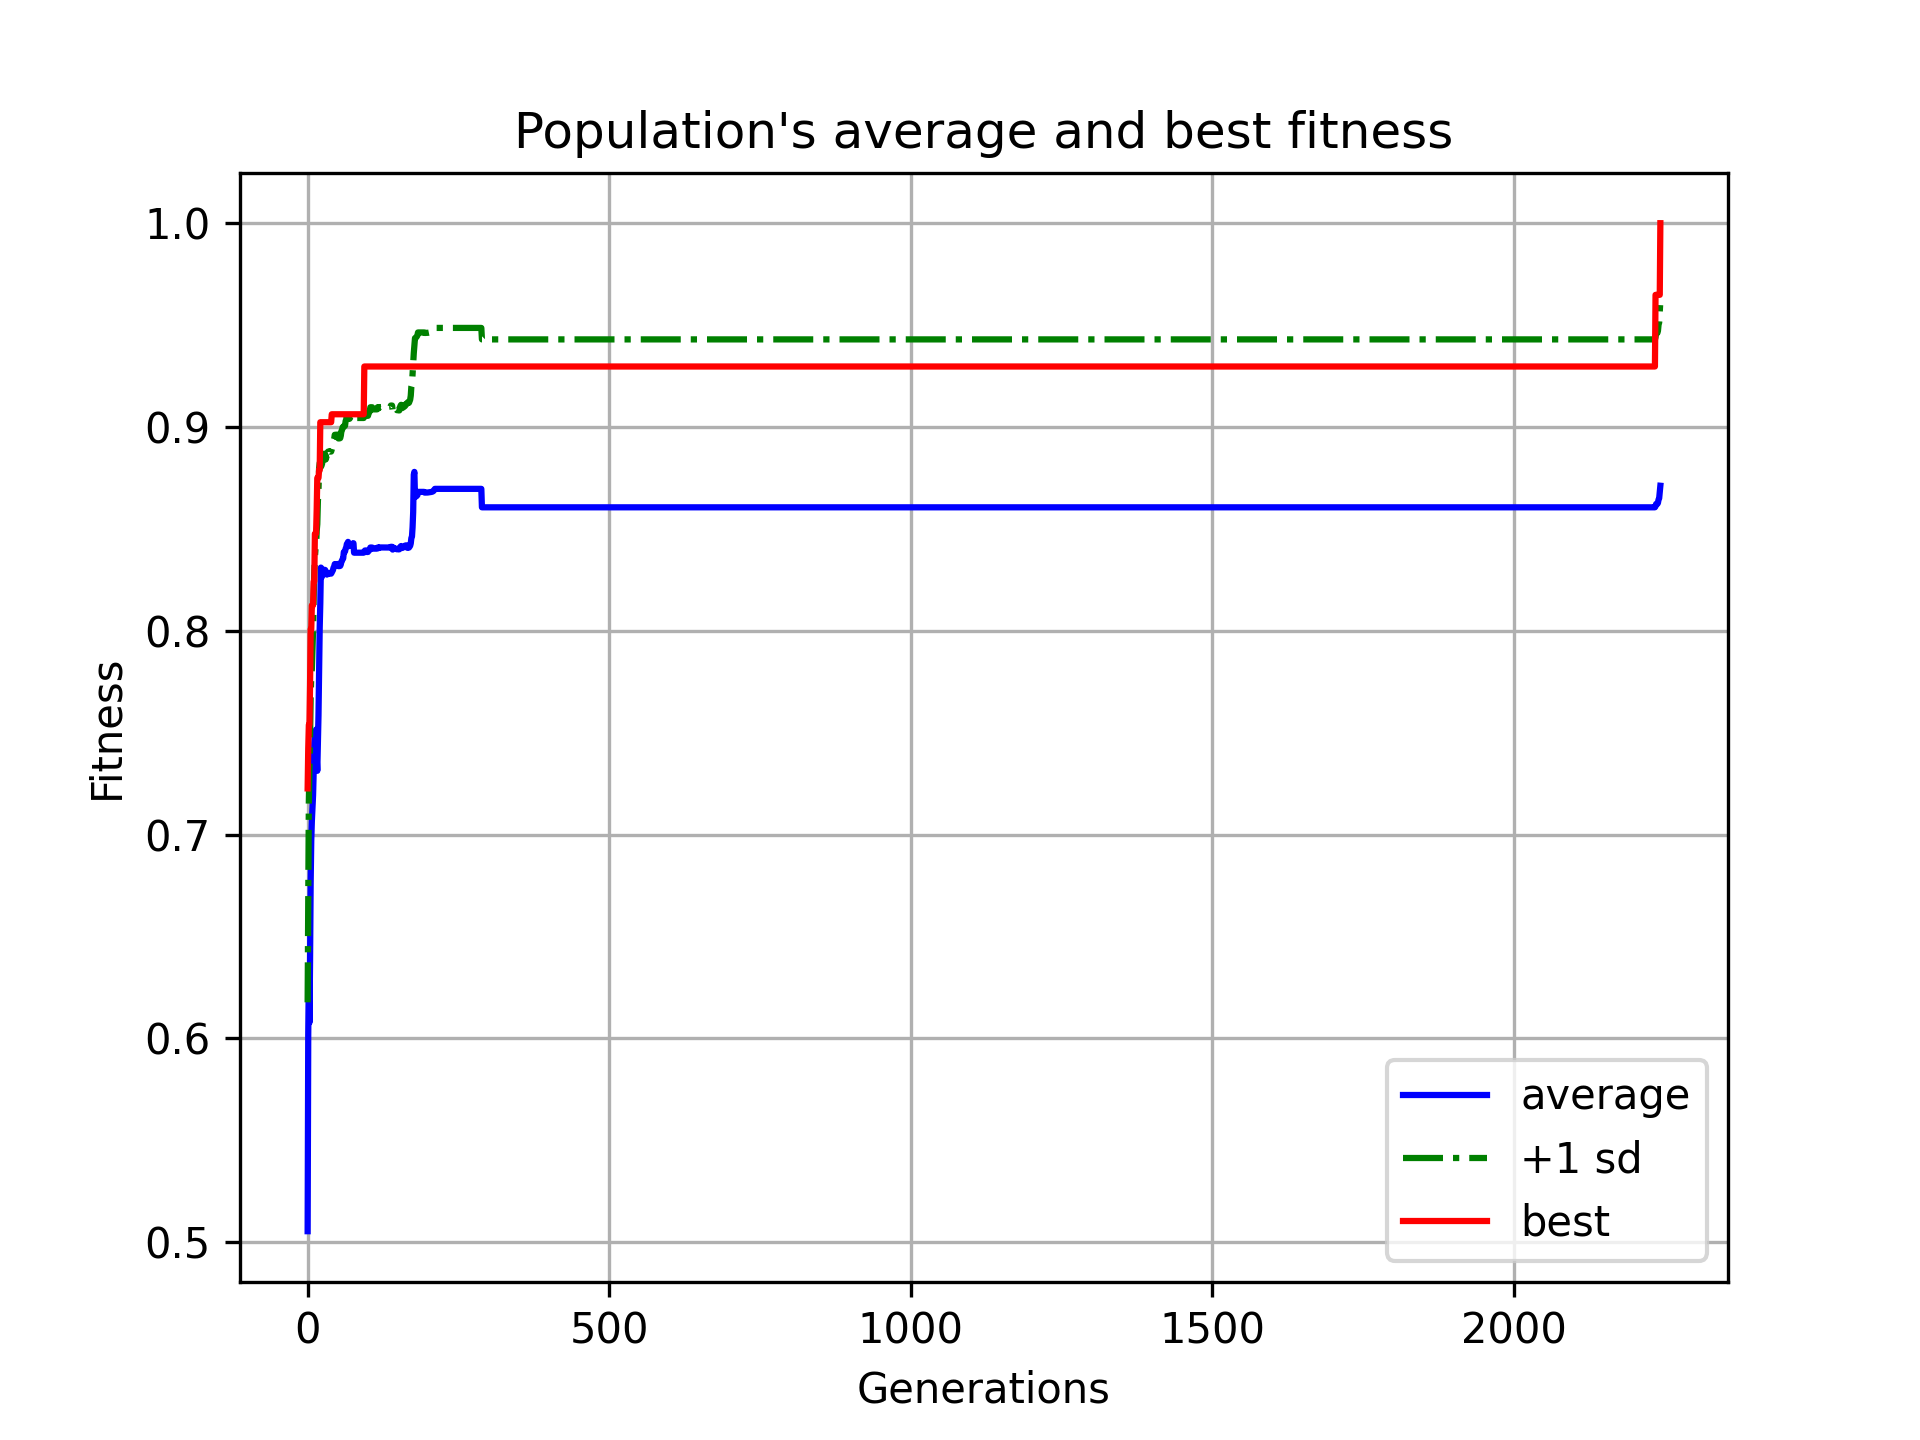 Population's average and best fitness
1.0
0.9
0.8
0.7
0.6
0.5
Fitness
0 500 1000 1500 2000
Generations
average
+1 sd
best